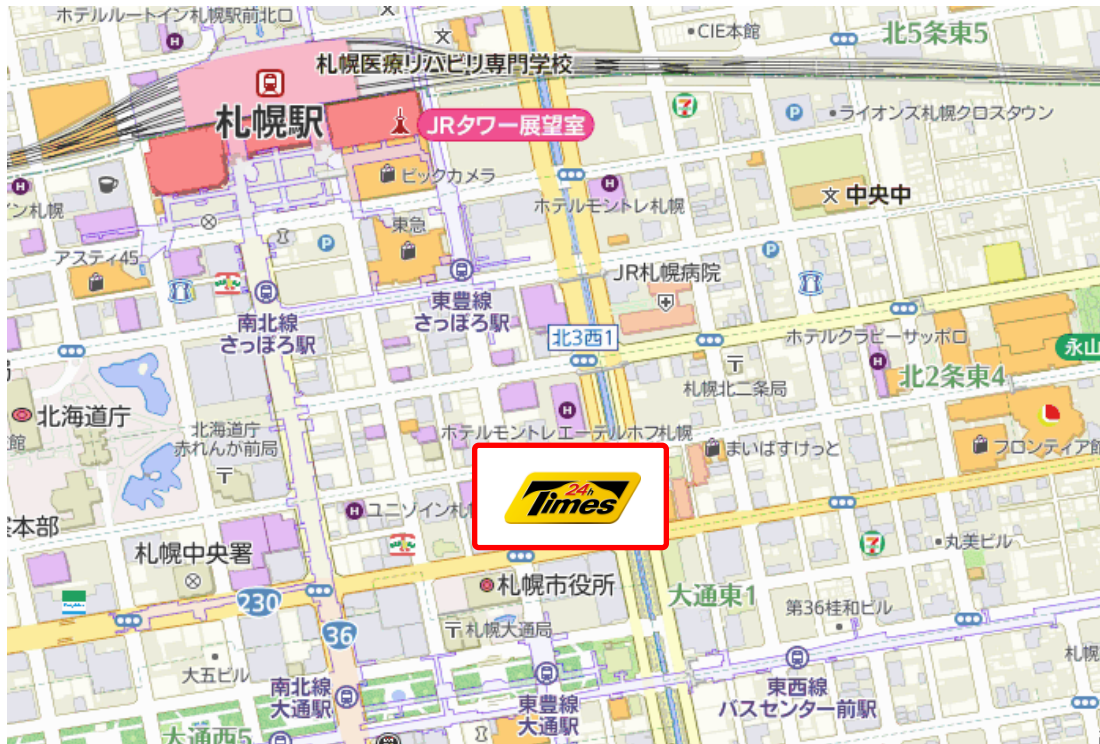 ホテルルートイン札幌駅前北口
CIE本館
北5条東5
札幌医療リハビリ専門学校
札幌駅
JRタワー展望室
ライオンズ札幌クロスタウン
ビックカメラ
中央中
イン札幌
ホテルモントレ札幌
東急
アスティ45
JR札幌病院
東豊線
さっぽろ駅
南北線
さっぽろ駅
北3西1
ホテルクラビーサッポロ
永山
札幌北二条局
北2条東4
北海道庁
館
北海道庁
赤れんが前局
ホテルモントレエーデルホフ札幌
まいばすけっと
フロンティア館
24h
Times
ユニゾイン札
本部
札幌中央署
丸美ビル
札幌市役所
大通東1
230
第36桂和ビル
36
札幌大通局
札幌
大五ビル
南北線
大通駅
東豊線
大通駅
東西線
バスセンター前駅
大通西5